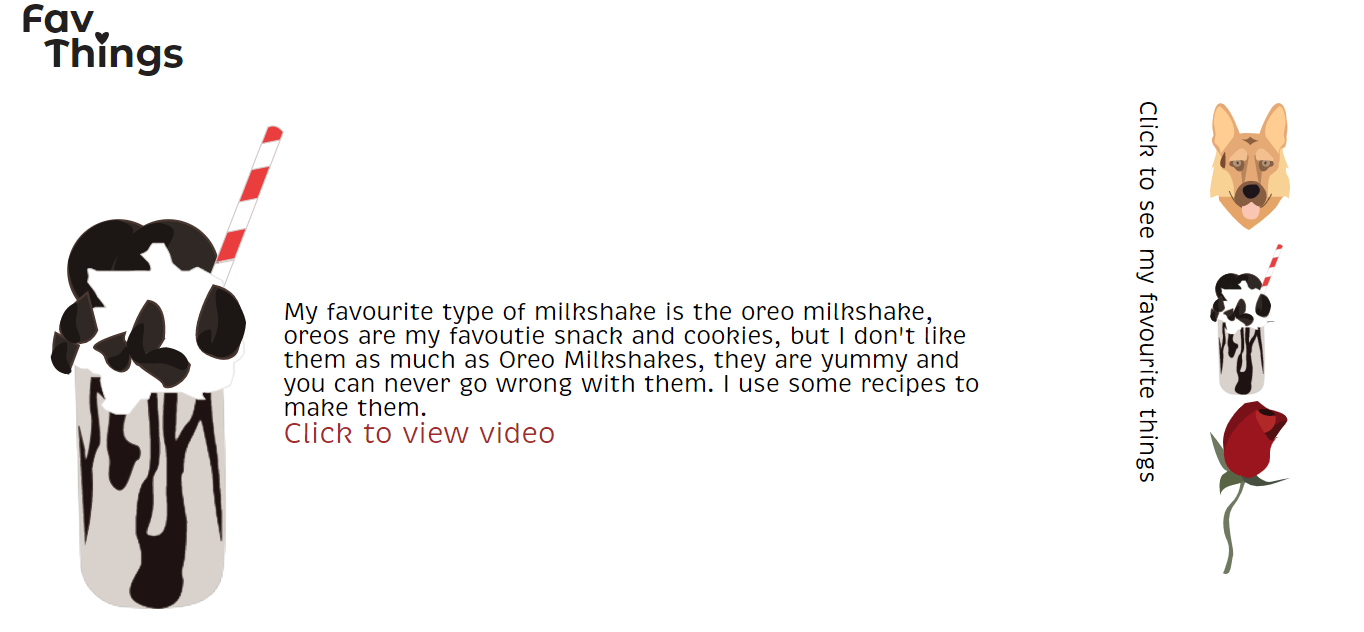 Fav
Things
My favourite type of milkshake is the oreo milkshake,
oreos are my favoutie snack and cookies, but I don't like
them as much as Oreo Milkshakes, they are yummy and
you can never go wrong with them. I use some recipes to
make them.
Click to view video
Click to see my favourite things